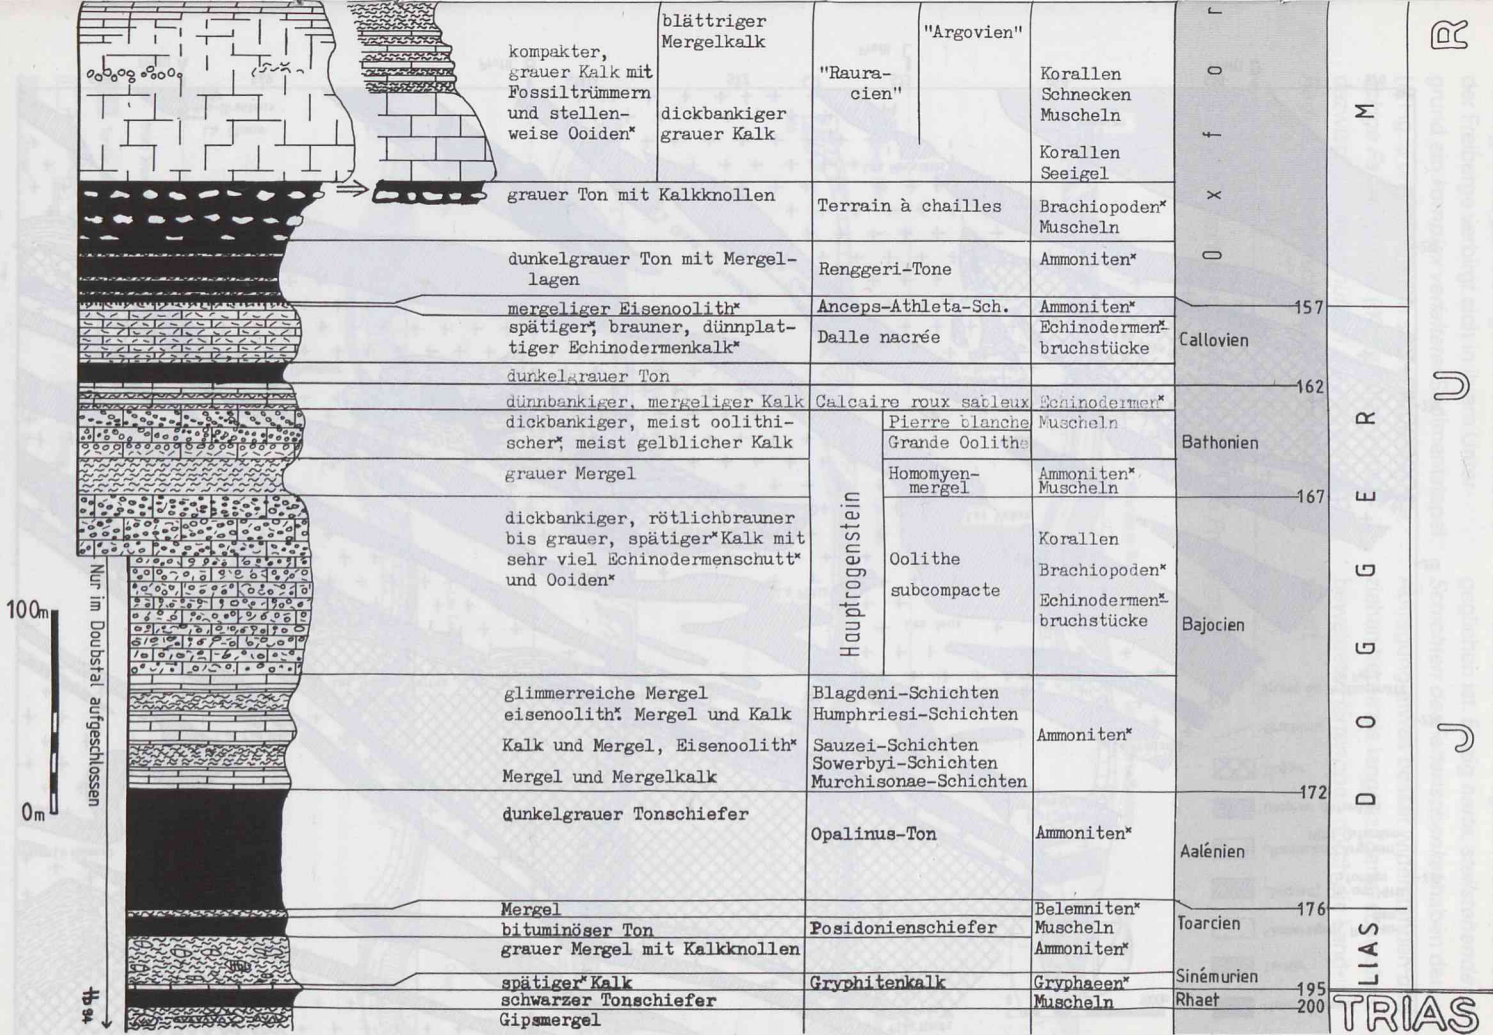 blättriger
Mergelkalk
"Argovien"
kompakter,
grauer Kalk mit
Fossiltrümmern
und stellen-
weise Ooiden*
dickbankiger
grauer Kalk
"Raura-
cien"
Korallen
Schnecken
Muscheln
Korallen
Seeigel
grauer Ton mit Kalkknollen
Terrain à chailles
Brachiopoden*
Muscheln
dunkelgrauer Ton mit Mergel-
lagen
Renggeri-Tone
Ammoniten*
Oxfor
mergeliger Eisenoolith*
Anceps-Athleta-Sch.
Ammoniten*
157
spätiger*, brauner, dünnplat-
tiger Echinodermenkalk*
Dalle nacrée
Echinodermen*-
bruchstücke
Callovien
dunkelgrauer Ton
162
dünnbankiger, mergeliger Kalk
Calcaire roux sableux
Echinodermen*
dickbankiger, meist oolithi-
scher*, meist gelblicher Kalk
Pierre blanche
Grande Oolithe
Muscheln
Bathonien
grauer Mergel
Homomyen-
mergel
Ammoniten*
Muscheln
167
dickbankiger, rötlichbrauner
bis grauer, spätiger* Kalk mit
sehr viel Echinodermenschutt*
und Ooiden*
Hauptrogenstein
Oolithe
subcompacte
Korallen
Brachiopoden*
Echinodermen*-
bruchstücke
Bajocien
glimmerreiche Mergel
Blagdeni-Schichten
eisenoolith*. Mergel und Kalk
Humphriesi-Schichten
Ammoniten*
Kalk und Mergel, Eisenoolith*
Sauzei-Schichten
Sowerbyi-Schichten
Mergel und Mergelkalk
Murchisonae-Schichten
172
dunkelgrauer Tonschiefer
Opalinus-Ton
Ammoniten*
Aalénien
Mergel
Belemniten*
176
bituminöser Ton
Posidonienschiefer
Muscheln
Toarcien
grauer Mergel mit Kalkknollen
Ammoniten*
spätiger* Kalk
Gryphitenkalk
Gryphaeen*
Sinémurien
195
schwarzer Tonschiefer
Muscheln
Rhaet
200
Gipsmergel
M
DOGGER
LIAS
JUR
TRIAS
100m
0m
Nur im Doubstal aufgeschlossen